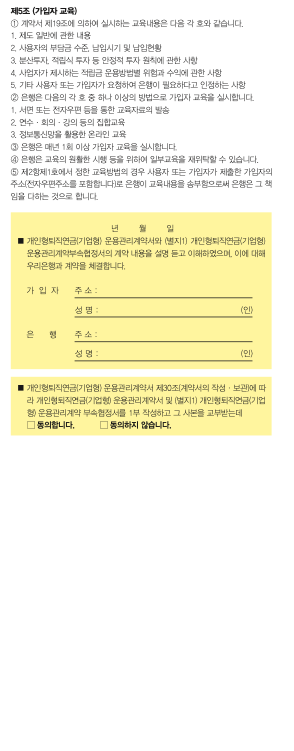 제5조 (가입자 교육)
① 계약서 제19조에 의하여 실시하는 교육내용은 다음 각 호와 같습니다.
1. 제도 일반에 관한 내용
2. 사용자의 부담금 수준, 납입시기 및 납입현황
3. 분산투자, 적립식 투자 등 안정적 투자 원칙에 관한 사항
4. 사업자가 제시하는 적립금 운용방법별 위험과 수익에 관한 사항
5. 기타 사용자 또는 가입자가 요청하여 은행이 필요하다고 인정하는 사항
② 은행은 다음의 각 호 중 하나 이상의 방법으로 가입자 교육을 실시합니다.
1. 서면 또는 전자우편 등을 통한 교육자료의 발송
2. 연수 · 회의 · 강의 등의 집합교육
3. 정보통신망을 활용한 온라인 교육
③ 은행은 매년 1회 이상 가입자 교육을 실시합니다.
④ 은행은 교육의 원활한 시행 등을 위하여 일부교육을 재위탁할 수 있습니다.
⑤ 제2항제1호에서 정한 교육방법의 경우 사용자 또는 가입자가 제출한 가입자의
주소(전자우편주소를 포함합니다)로 은행이 교육내용을 송부함으로써 은행은 그 책
임을 다하는 것으로 합니다.
년 월 일
■ 개인형퇴직연금(기업형) 운용관리계약서와 (별지1) 개인형퇴직연금(기업형)
운용관리계약부속협정서의 계약 내용을 설명 듣고 이해하였으며, 이에 대해
우리은행과 계약을 체결합니다.
가 입 자 주 소 :
성 명 : (인)
은 행 주 소 :
성 명 : (인)
■ 개인형퇴직연금(기업형) 운용관리계약서 제30조(계약서의 작성 · 보관)에 따
라 개인형퇴직연금(기업형) 운용관리계약서 및 (별지1) 개인형퇴직연금(기업
형) 운용관리계약 부속협정서를 1부 작성하고 그 사본을 교부받는데
□ 동의합니다. □ 동의하지 않습니다.